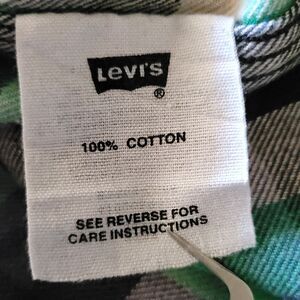 LEVI'S
®
100% COTTON
SEE REVERSE FOR
CARE INSTRUCTIONS